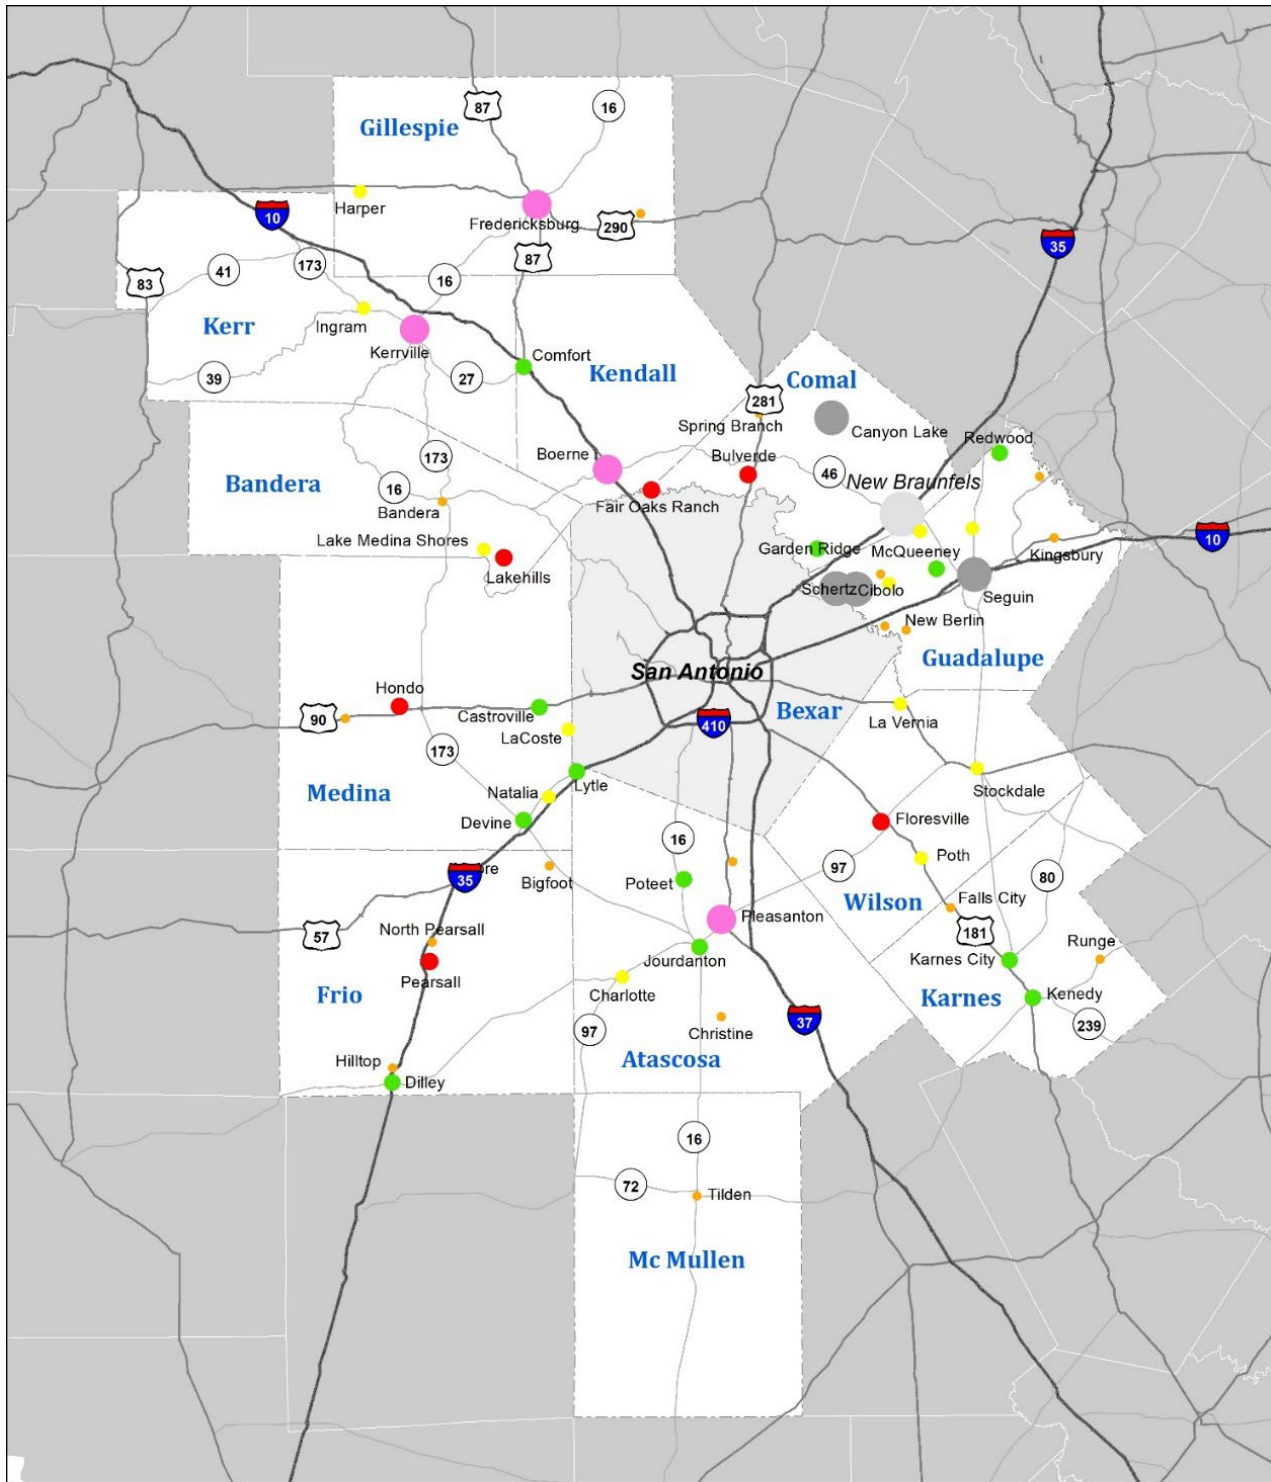 87
16
Gillespie
Harper
Fredericksburg
10
290
41
173
16
87
83
35
Kerr
Ingram
Kerrville
Comfort
39
27
Kendall
Comal
281
Spring Branch
Canyon Lake
Redwood
Boerne
Bulverde
173
46
New Braunfels
Bandera
16
Bandera
Fair Oaks Ranch
Lake Medina Shores
Lakehills
Garden Ridge
McQueeney
Kingsbury
10
Schertz
Cibolo
Seguin
New Berlin
Guadalupe
San Antonio
Hondo
Castroville
90
410
Bexar
La Vernia
LaCoste
173
Medina
Natalia
Lytle
Stockdale
Devine
Floresville
16
35
Bigfoot
Poteet
97
Poth
80
Wilson
Falls City
57
North Pearsall
Pleasanton
181
Runge
Pearsall
Jourdanton
Karnes City
Frio
Charlotte
Karnes
Kenedy
97
Christine
37
239
Hilltop
Dilley
Atascosa
16
72
Tilden
Mc Mullen